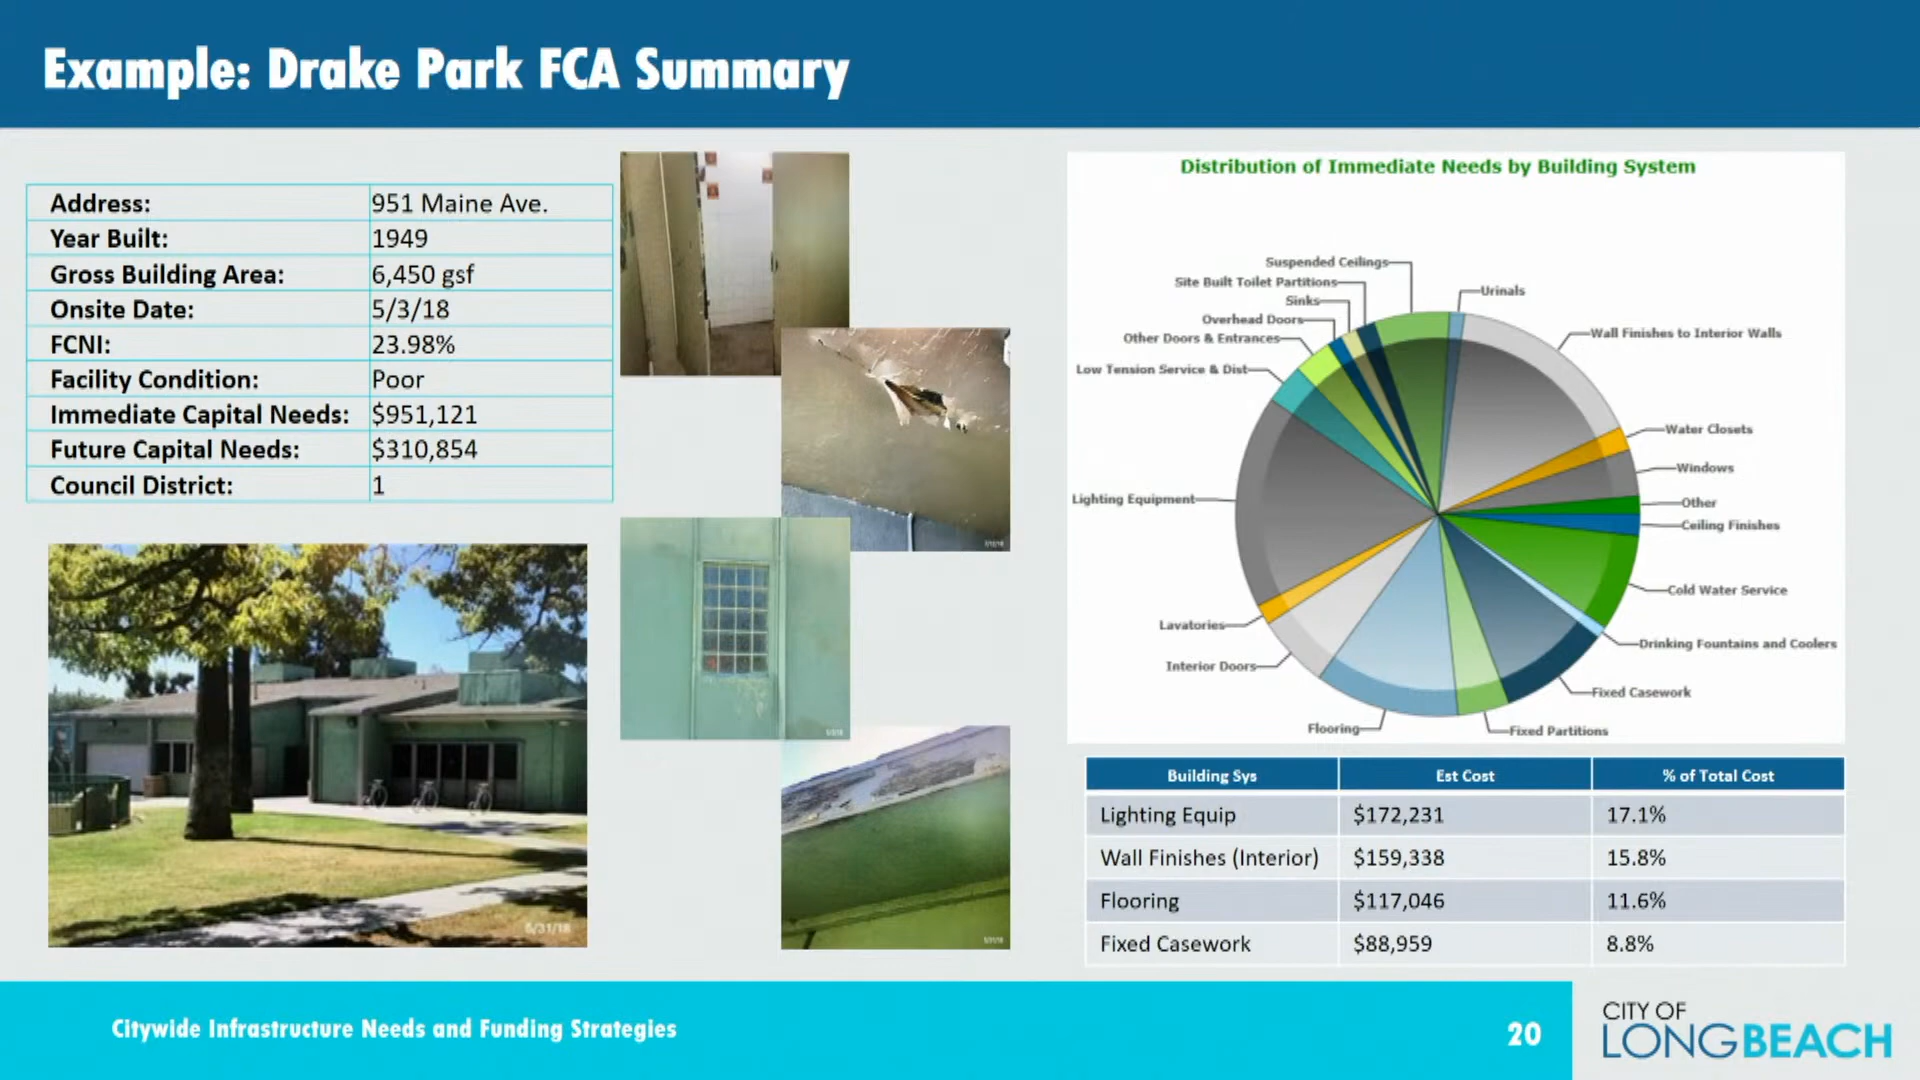 Example: Drake Park FCA Summary
Address: 951 Maine Ave.
Year Built: 1949
Gross Building Area: 6,450 gsf
Onsite Date: 5/3/18
FCNI: 23.98%
Facility Condition: Poor
Immediate Capital Needs: $951,121
Future Capital Needs: $310,854
Council District: 1
5/31/18
Distribution of Immediate Needs by Building System
Suspended Ceilings
Site Built Toilet Partitions
Sinks
Overhead Doors
Other Doors & Entrances
Low Tension Service & Dist
Lighting Equipment
Lavatories
Interior Doors
Flooring
Urinals
Wall Finishes to Interior Walls
Water Closets
Windows
Other
Ceiling Finishes
Cold Water Service
Drinking Fountains and Coolers
Fixed Casework
Fixed Partitions
Building Sys Est Cost % of Total Cost
Lighting Equip $172,231 17.1%
Wall Finishes (Interior) $159,338 15.8%
Flooring $117,046 11.6%
Fixed Casework $88,959 8.8%
Citywide Infrastructure Needs and Funding Strategies
20
CITY OF
LONGBEACH